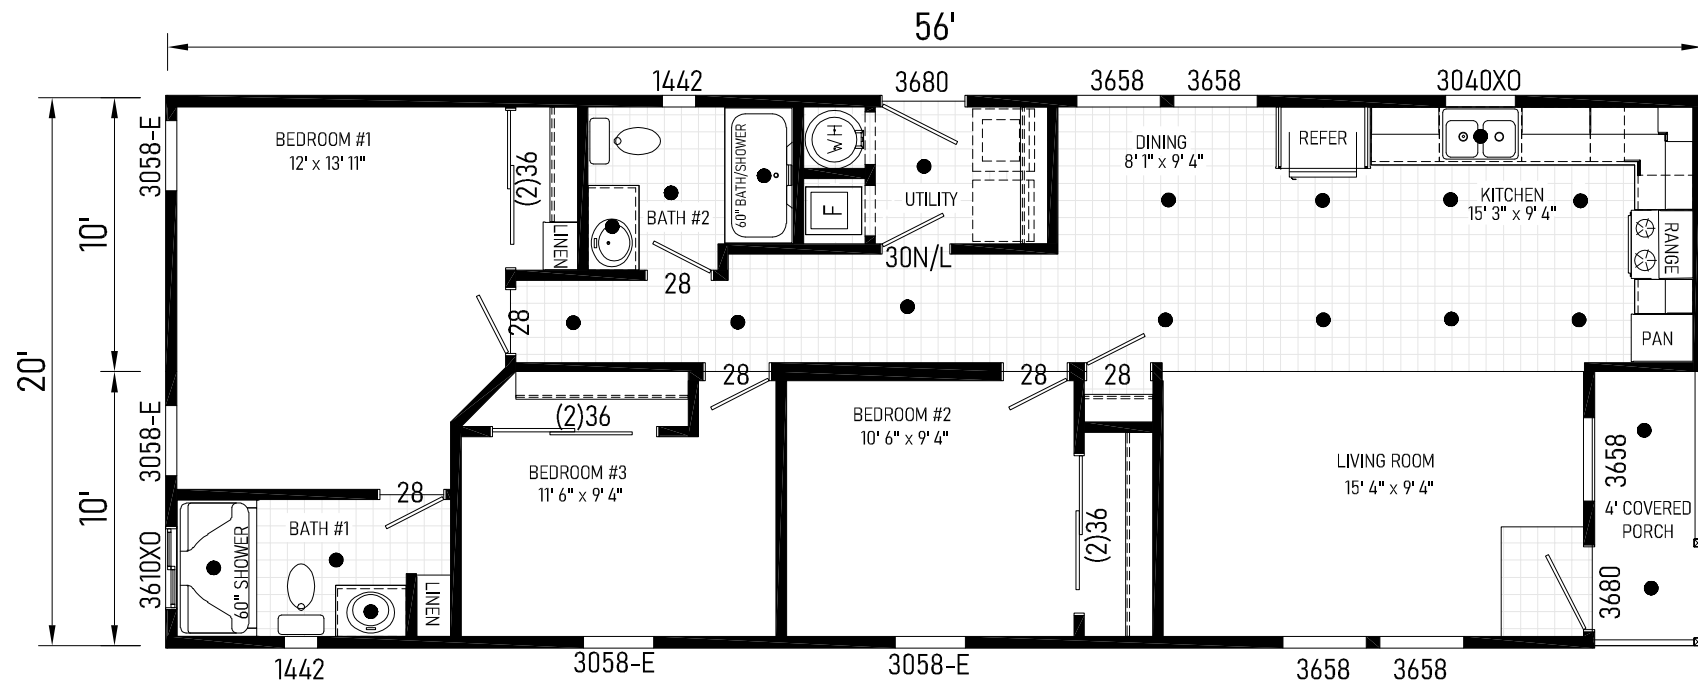 56'
1442
3680
3658
3658
3040XO
20'
10'
10'
3058-E
3058-E
3610XO
BEDROOM #1
12' x 13' 11"
(2)36
LINEN
BATH #2
60" BATH/SHOWER
28
28
WH
F
UTILITY
30N/L
DINING
8' 1" x 9' 4"
REFER
KITCHEN
15' 3" x 9' 4"
RANGE
PAN
28
28
28
(2)36
BEDROOM #3
11' 6" x 9' 4"
BEDROOM #2
10' 6" x 9' 4"
(2)36
LIVING ROOM
15' 4" x 9' 4"
3658
4' COVERED
PORCH
3680
28
BATH #1
60" SHOWER
LINEN
1442
3058-E
3058-E
3658
3658